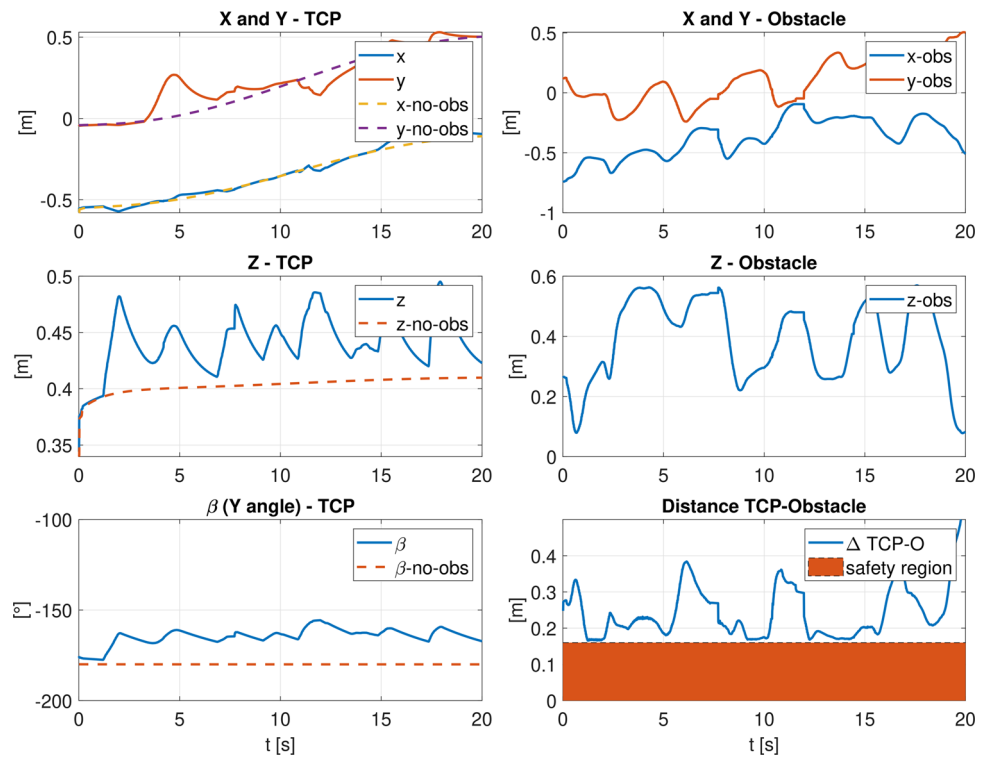 X and Y - TCP
0.5
0
-0.5
[m]
x
y
x-no-obs
y-no-obs
0 5 10 15 20
X and Y - Obstacle
0.5
0
-0.5
-1
[m]
x-obs
y-obs
0 5 10 15 20
Z - TCP
0.5
0.45
0.4
0.35
[m]
z
z-no-obs
0 5 10 15 20
Z - Obstacle
0.6
0.4
0.2
0
[m]
z-obs
0 5 10 15 20
β (Y angle) - TCP
-100
-150
-200
[°]
β
β-no-obs
0 5 10 15 20
t [s]
Distance TCP-Obstacle
0.4
0.3
0.2
0.1
0
[m]
Δ TCP-O
safety region
0 5 10 15 20
t [s]